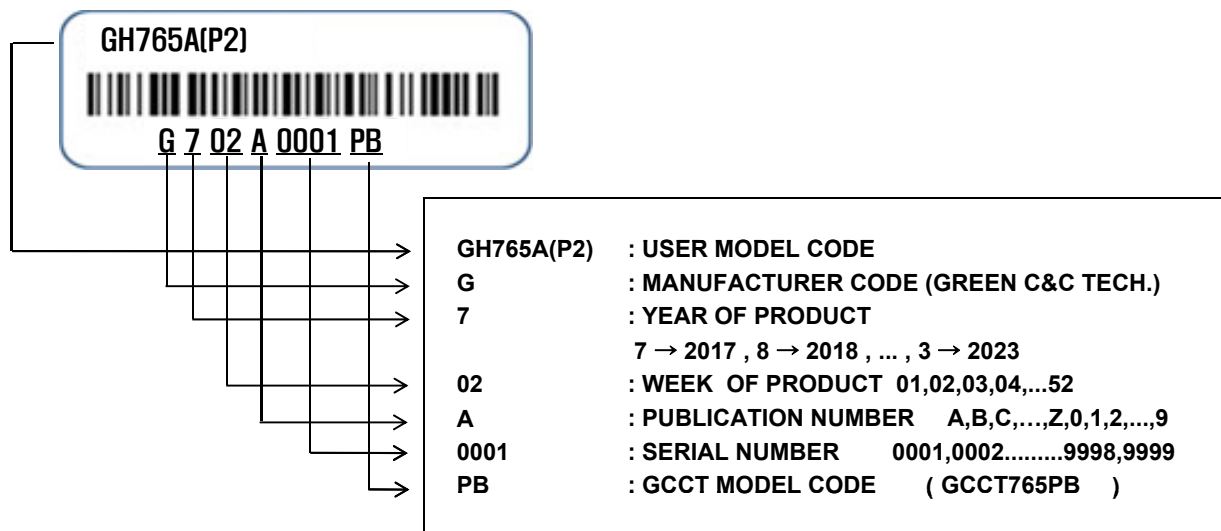 GH765A(P2)
G 7 02 A 0001 PB
GH765A(P2) : USER MODEL CODE
G : MANUFACTURER CODE (GREEN C&C TECH.)
7 : YEAR OF PRODUCT
7 → 2017 , 8 → 2018 , ... , 3 → 2023
02 : WEEK OF PRODUCT 01,02,03,04,...52
A : PUBLICATION NUMBER A,B,C,...,Z,0,1,2,...,9
0001 : SERIAL NUMBER 0001,0002.........9998,9999
PB : GCCT MODEL CODE ( GCCT765PB )